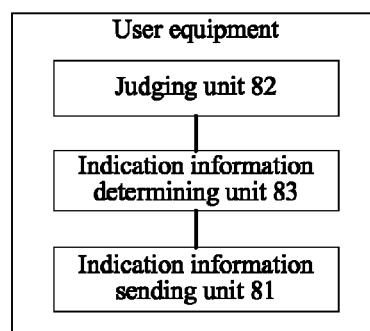 User equipment
Judging unit 82
Indication information
determining unit 83
Indication information
sending unit 81